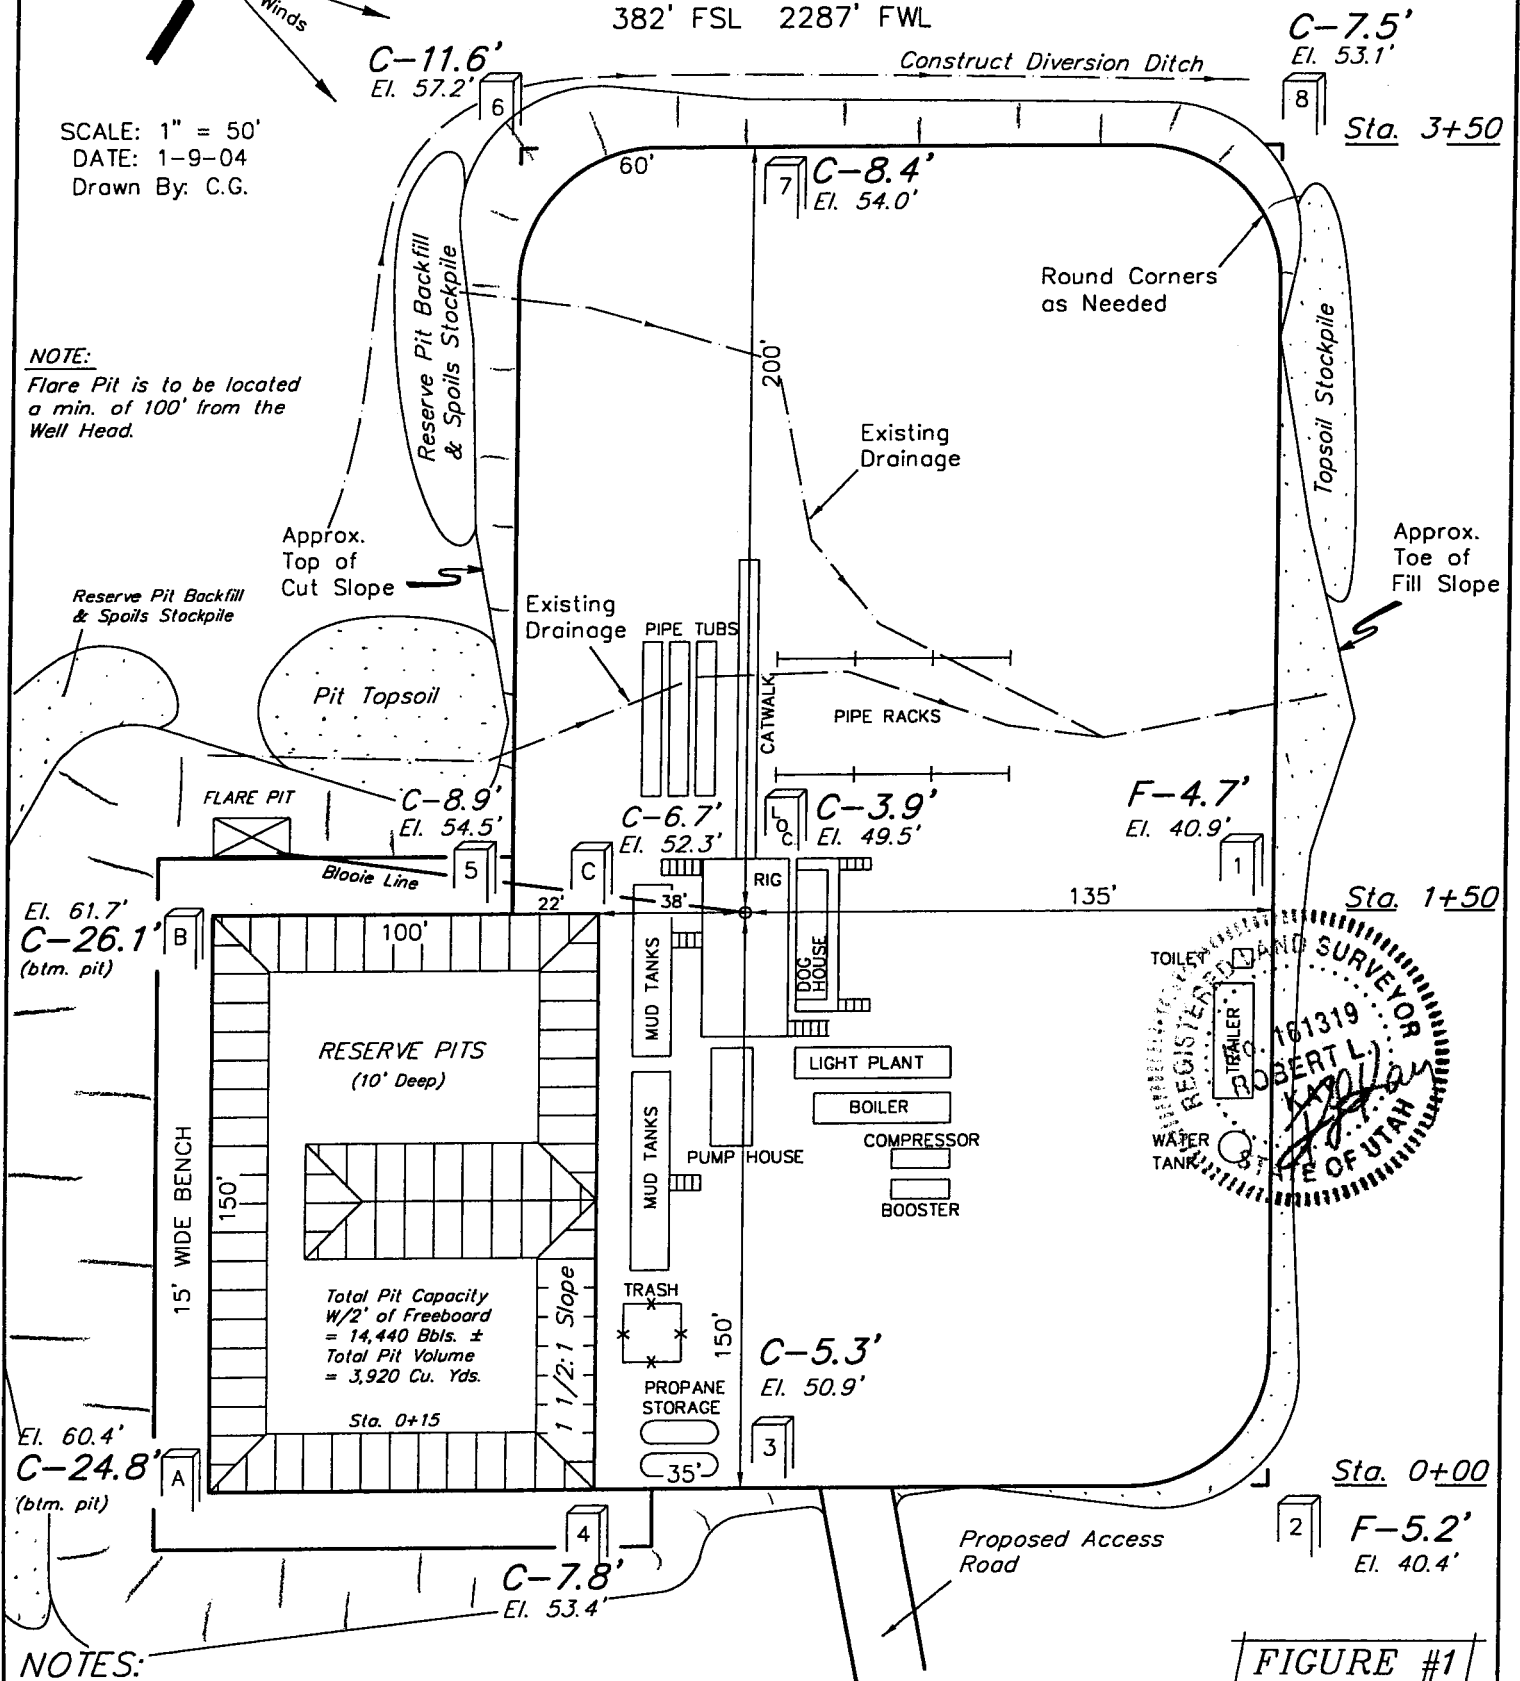 Winds
382' FSL 2287' FWL
C-11.6'
El. 57.2'
6
Construct Diversion Ditch
C-7.5'
El. 53.1'
8
Sta. 3+50
SCALE: 1" = 50'
DATE: 1-9-04
Drawn By: C.G.
60'
7
C-8.4'
El. 54.0'
Reserve Pit Backfill
& Spoils Stockpile
Round Corners
as Needed
Topsoil Stockpile
200'
NOTE:
Flare Pit is to be located
a min. of 100' from the
Well Head.
Existing
Drainage
Approx.
Top of
Cut Slope
Approx.
Toe of
Fill Slope
Reserve Pit Backfill
& Spoils Stockpile
Existing
Drainage
PIPE TUBS
Pit Topsoil
CATWALK
PIPE RACKS
FLARE PIT
C-8.9'
El. 54.5'
5
C-6.7'
El. 52.3'
C
LOC.
C-3.9'
El. 49.5'
F-4.7'
El. 40.9'
1
Blooie Line
RIG
22'
38'
135'
Sta. 1+50
El. 61.7'
C-26.1'
(btm. pit)
B
100'
MUD TANKS
DOG
HOUSE
TOILET
TRAILER
REGISTERED LAND SURVEYOR
No. 161319
ROBERT L.
KAY
STATE OF UTAH
RESERVE PITS
(10' Deep)
LIGHT PLANT
BOILER
COMPRESSOR
PUMP HOUSE
BOOSTER
WATER
TANK
MUD TANKS
15' WIDE BENCH
150'
Total Pit Capacity
W/2' of Freeboard
= 14,440 Bbls. ±
Total Pit Volume
= 3,920 Cu. Yds.
1 1/2:1 Slope
TRASH
150'
C-5.3'
El. 50.9'
3
PROPANE
STORAGE
35'
Sta. 0+15
El. 60.4'
C-24.8'
(btm. pit)
A
Sta. 0+00
2
F-5.2'
El. 40.4'
4
C-7.8'
El. 53.4'
Proposed Access
Road
NOTES:
FIGURE #1